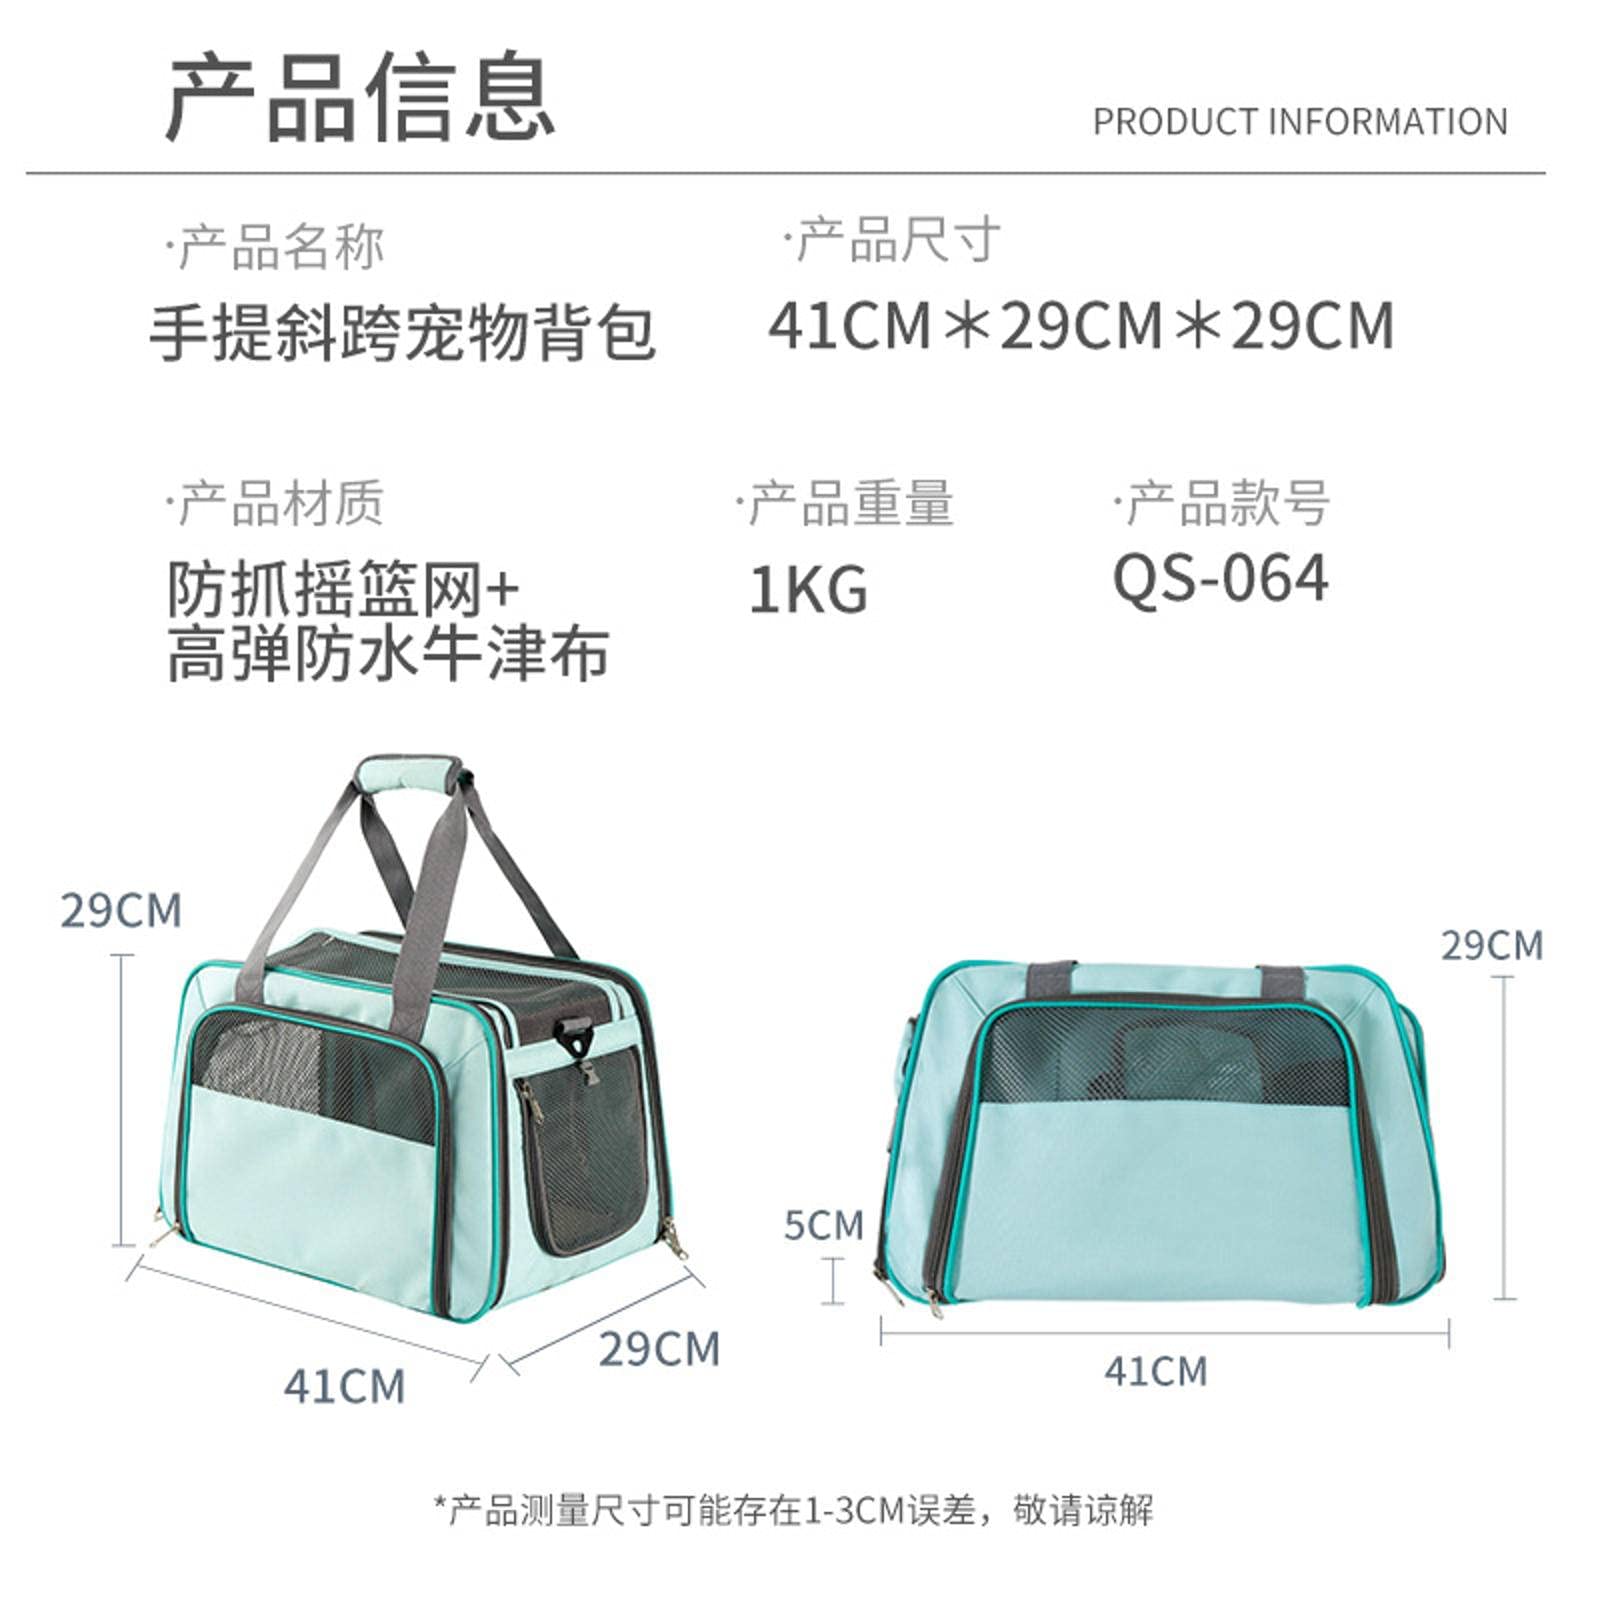 产品信息
PRODUCT INFORMATION
·产品名称
·产品尺寸
手提斜跨宠物背包
41CM*29CM*29CM
·产品材质
·产品重量
·产品款号
防抓摇篮网+
高弹防水牛津布
1KG
QS-064
29CM
41CM
29CM
29CM
5CM
41CM
*产品测量尺寸可能存在1-3CM误差，敬请谅解